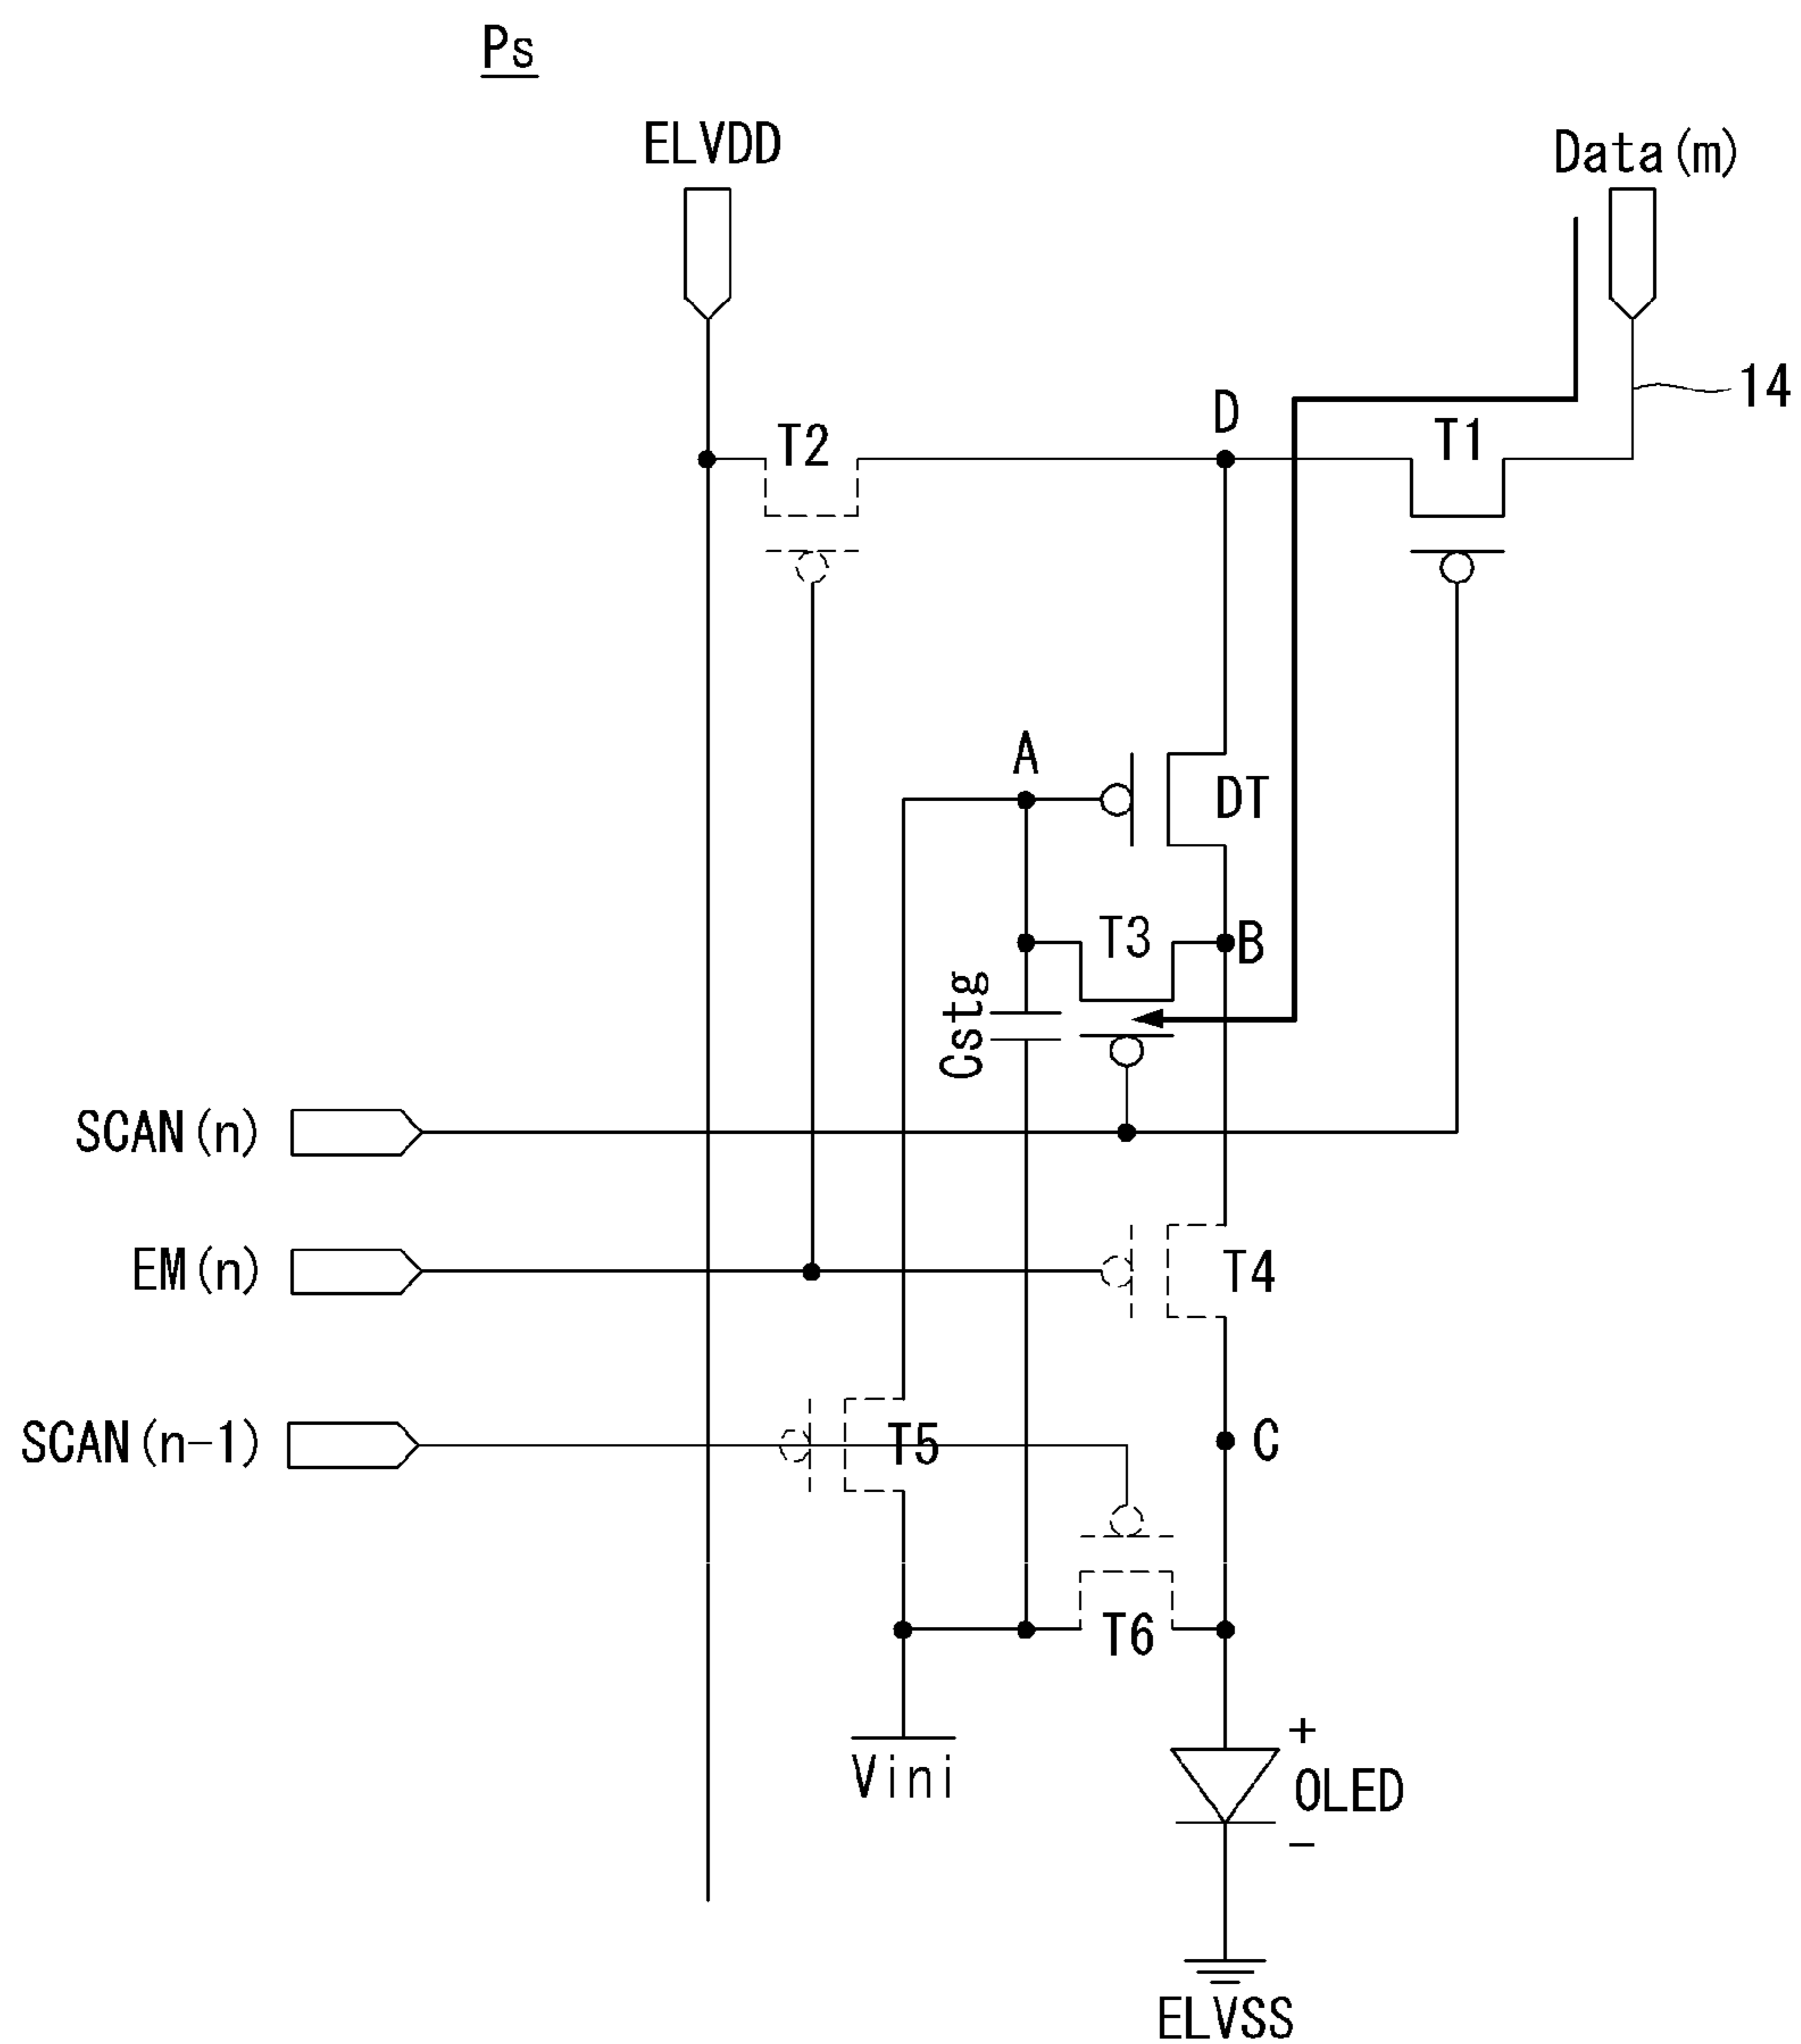 Ps
ELVDD
Data(m)
14
D
T2
T1
A
DT
T3
B
Cstg
SCAN(n)
EM(n)
T4
SCAN(n-1)
T5
C
T6
+
Vini
OLED
-
ELVSS